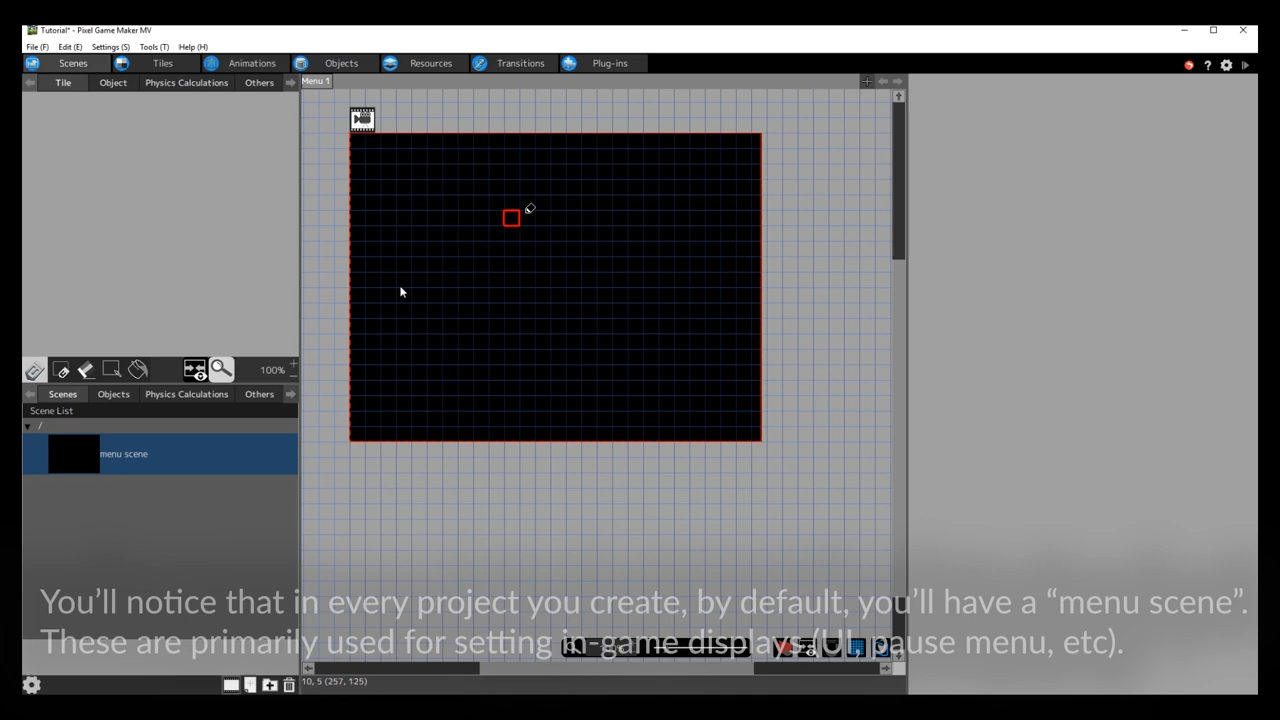 Tutorial* - Pixel Game Maker MV
File (F) Edit (E) Settings (S) Tools (T) Help (H)
Scenes Tiles Animations Objects Resources Transitions Plug-ins
Tile Object Physics Calculations Others
Menu 1
100%
Scenes Objects Physics Calculations Others
Scene List
/
menu scene
You’ll notice that in every project you create, by default, you’ll have a “menu scene”.
These are primarily used for setting in-game displays (UI, pause menu, etc).
10, 5 (257, 125)